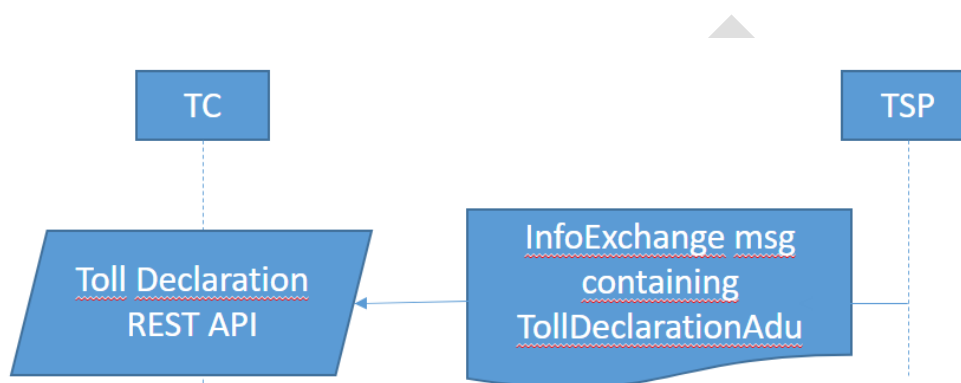 TC
TSP
Toll Declaration
REST API
InfoExchange msg
containing
TollDeclarationAdu